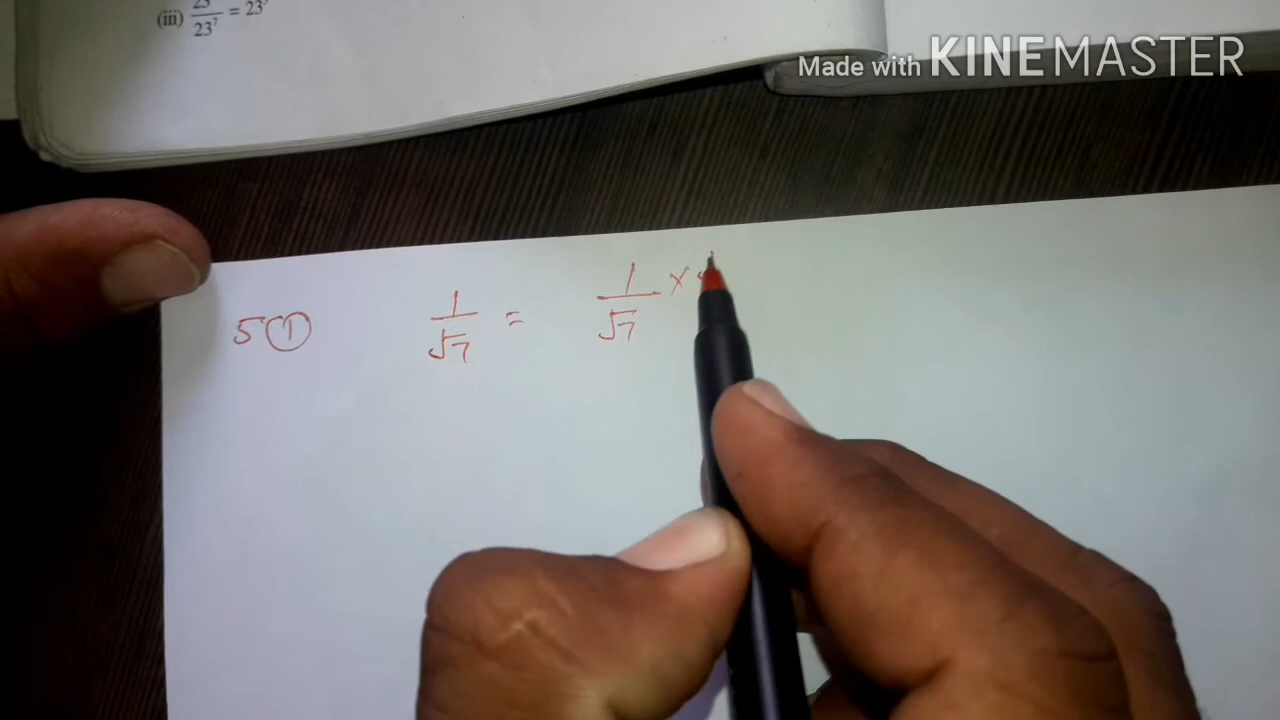 (iii) 23 / 23⁷ = 23
Made with KINEMASTER
5 ① 1/√7 = 1/√7 ×